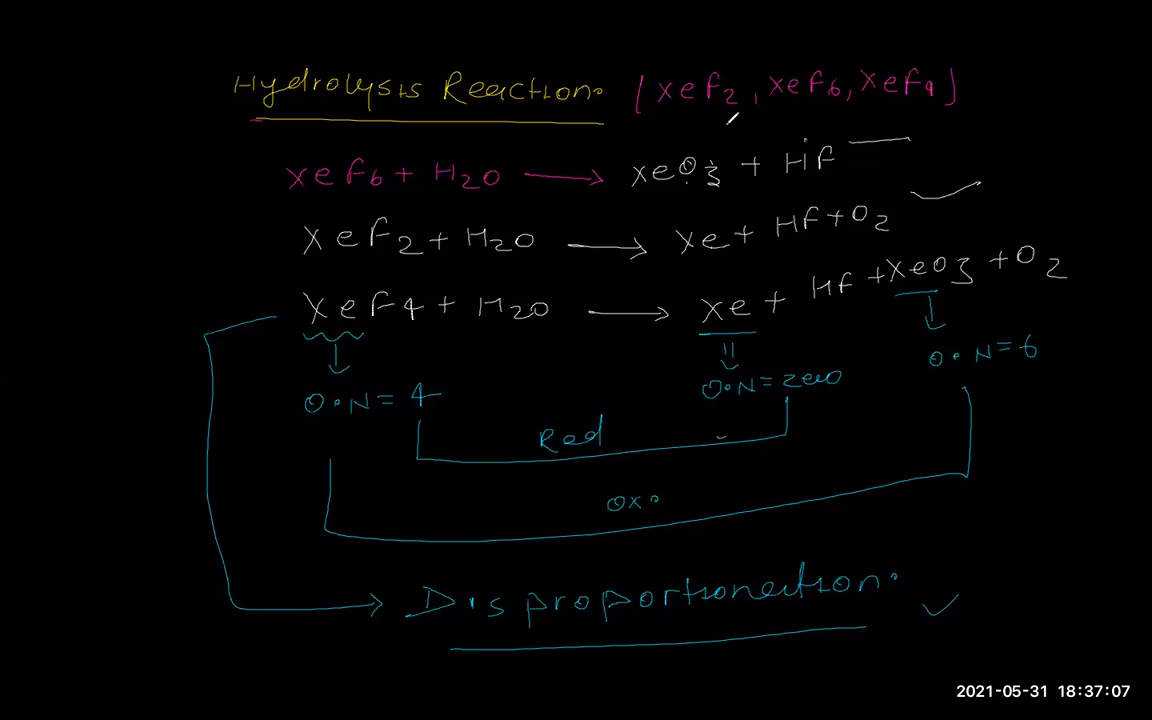 Hydrolysis Reaction. (XeF2, XeF6, XeF4)
XeF6 + H2O → XeO3 + HF
XeF2 + H2O → Xe + HF + O2
XeF4 + H2O → Xe + HF + XeO3 + O2
O.N = 4 O.N = zero O.N = 6
Red
OX.
Disproportionation.
2021-05-31 18:37:07